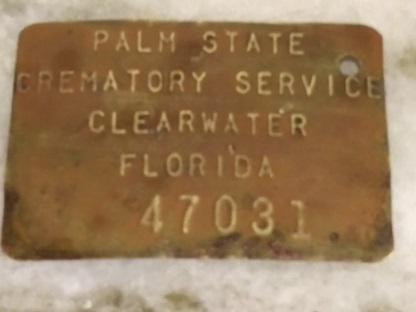 PALM STATE
CREMATORY SERVICE
CLEARWATER
FLORIDA
47031